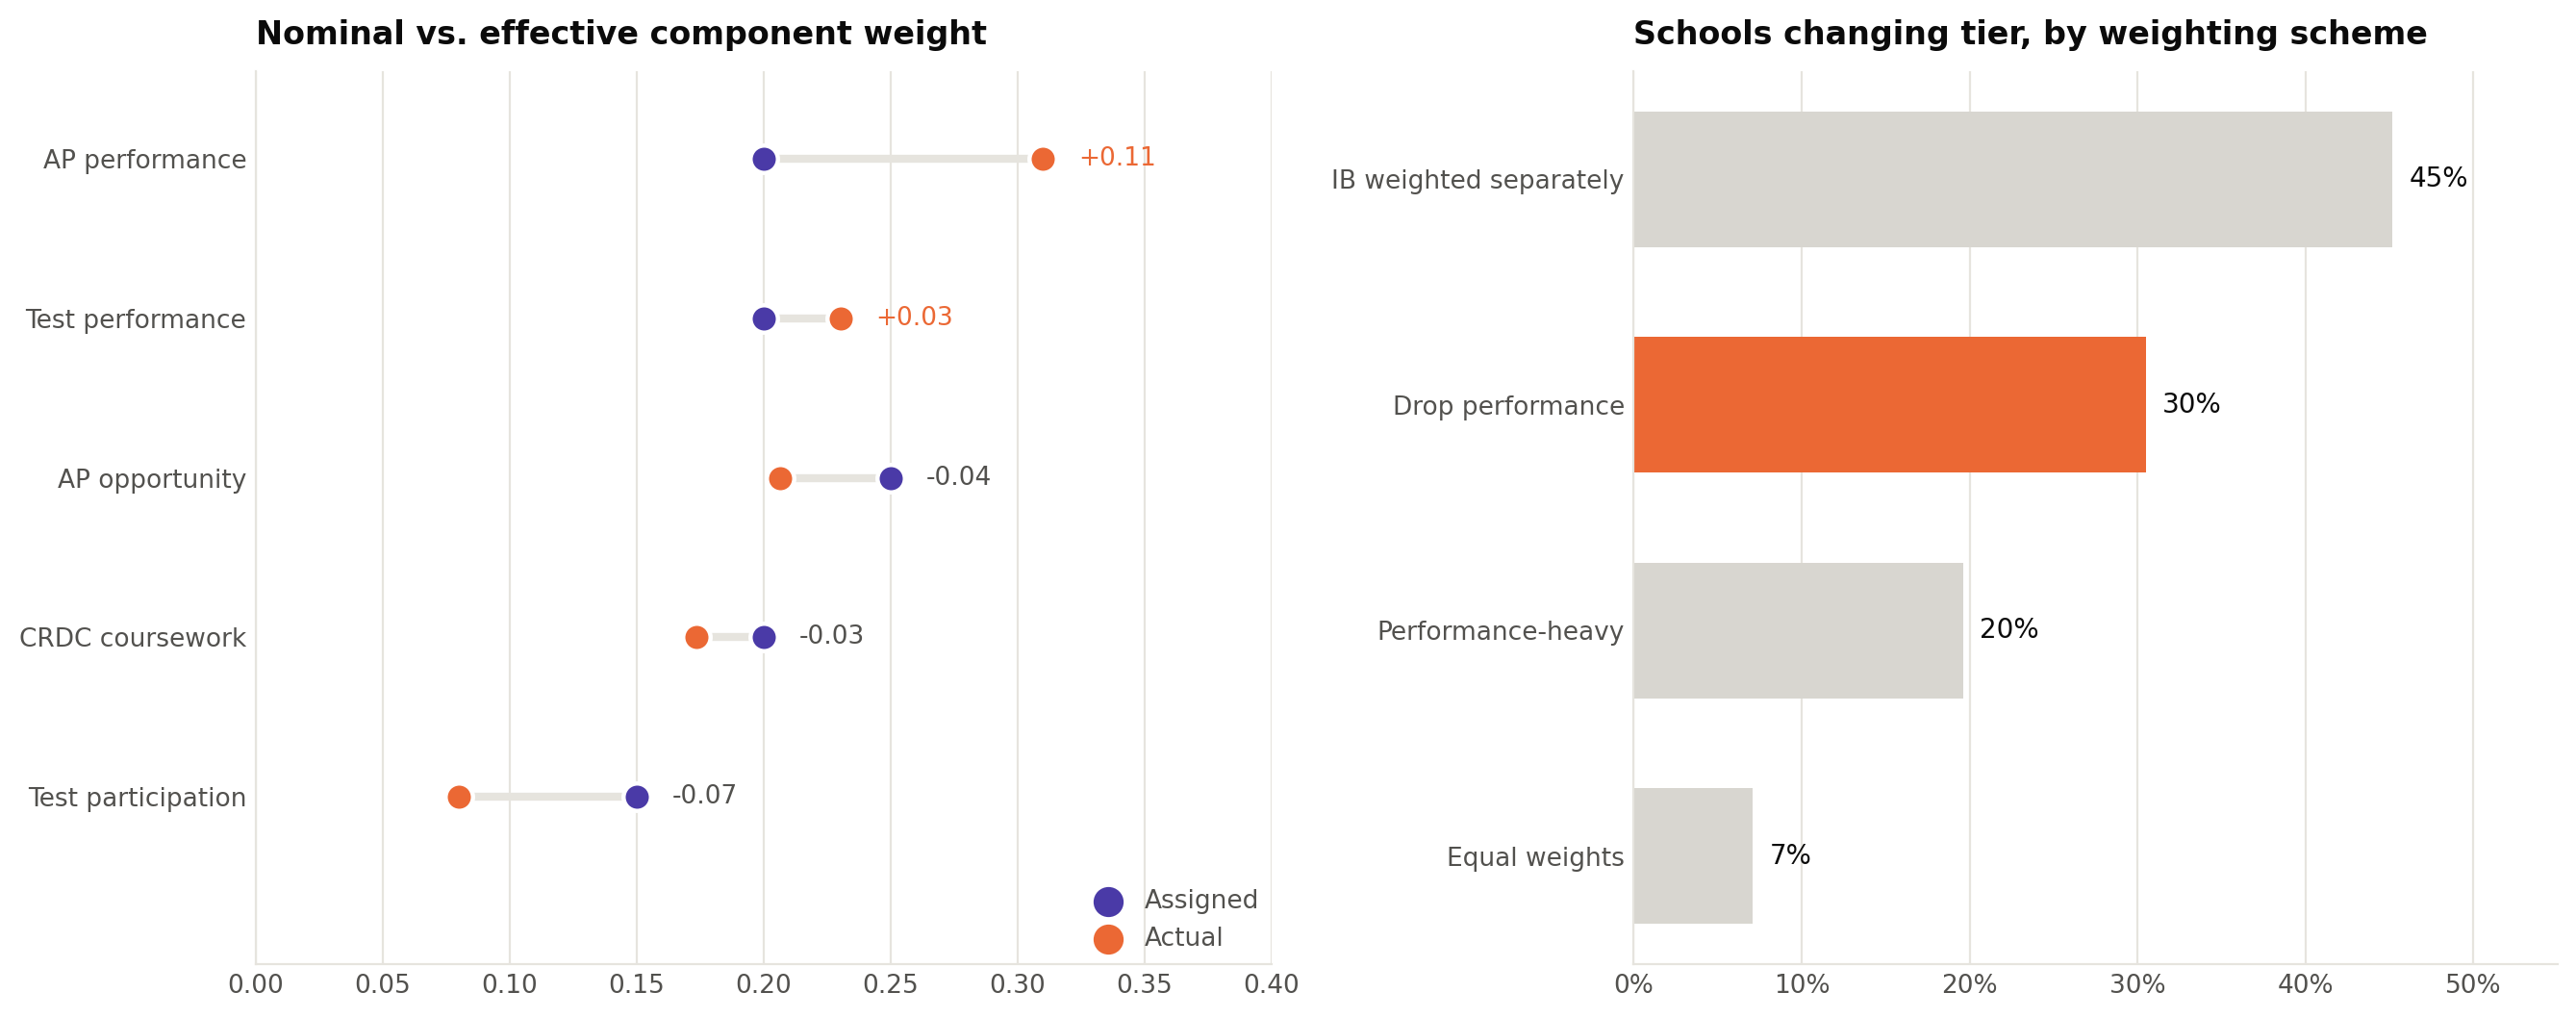 Nominal vs. effective component weight
AP performance
+0.11
Test performance
+0.03
AP opportunity
-0.04
CRDC coursework
-0.03
Test participation
-0.07
Assigned
Actual
0.00 0.05 0.10 0.15 0.20 0.25 0.30 0.35 0.40
Schools changing tier, by weighting scheme
IB weighted separately
45%
Drop performance
30%
Performance-heavy
20%
Equal weights
7%
0% 10% 20% 30% 40% 50%